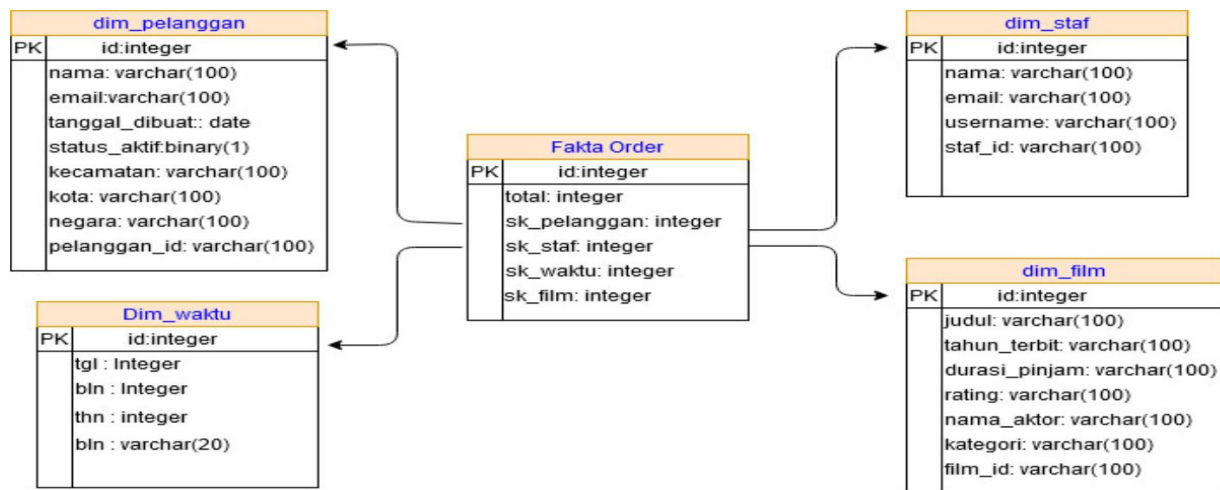 dim_pelanggan
PK id:integer
nama: varchar(100)
email:varchar(100)
tanggal_dibuat:: date
status_aktif:binary(1)
kecamatan: varchar(100)
kota: varchar(100)
negara: varchar(100)
pelanggan_id: varchar(100)
Dim_waktu
PK id:integer
tgl : Integer
bln : Integer
thn : integer
bln : varchar(20)
Fakta Order
PK id:integer
total: integer
sk_pelanggan: integer
sk_staf: integer
sk_waktu: integer
sk_film: integer
dim_staf
PK id:integer
nama: varchar(100)
email: varchar(100)
username: varchar(100)
staf_id: varchar(100)
dim_film
PK id:integer
judul: varchar(100)
tahun_terbit: varchar(100)
durasi_pinjam: varchar(100)
rating: varchar(100)
nama_aktor: varchar(100)
kategori: varchar(100)
film_id: varchar(100)